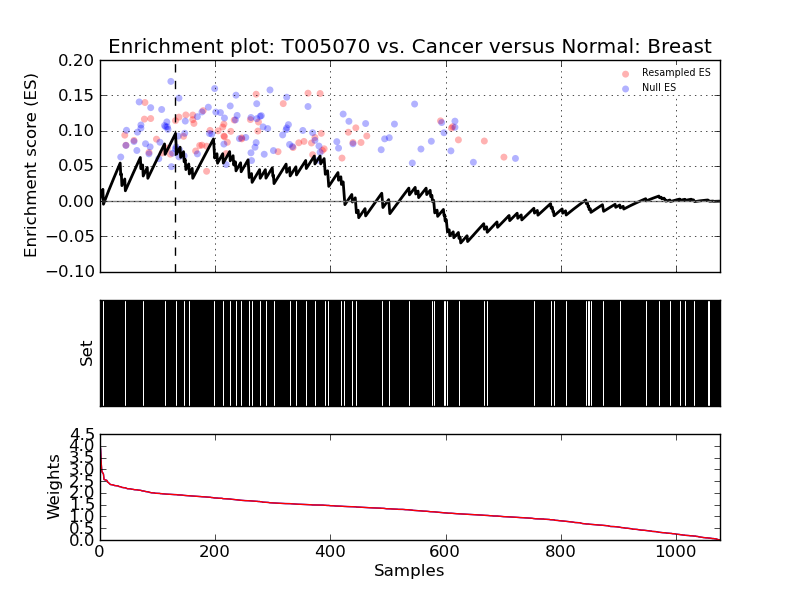 Enrichment plot: T005070 vs. Cancer versus Normal: Breast
Enrichment score (ES)
0.20
0.15
0.10
0.05
0.00
−0.05
−0.10
Resampled ES
Null ES
Set
Weights
4.5
4.0
3.5
3.0
2.5
2.0
1.5
1.0
0.5
0.0
0 200 400 600 800 1000
Samples